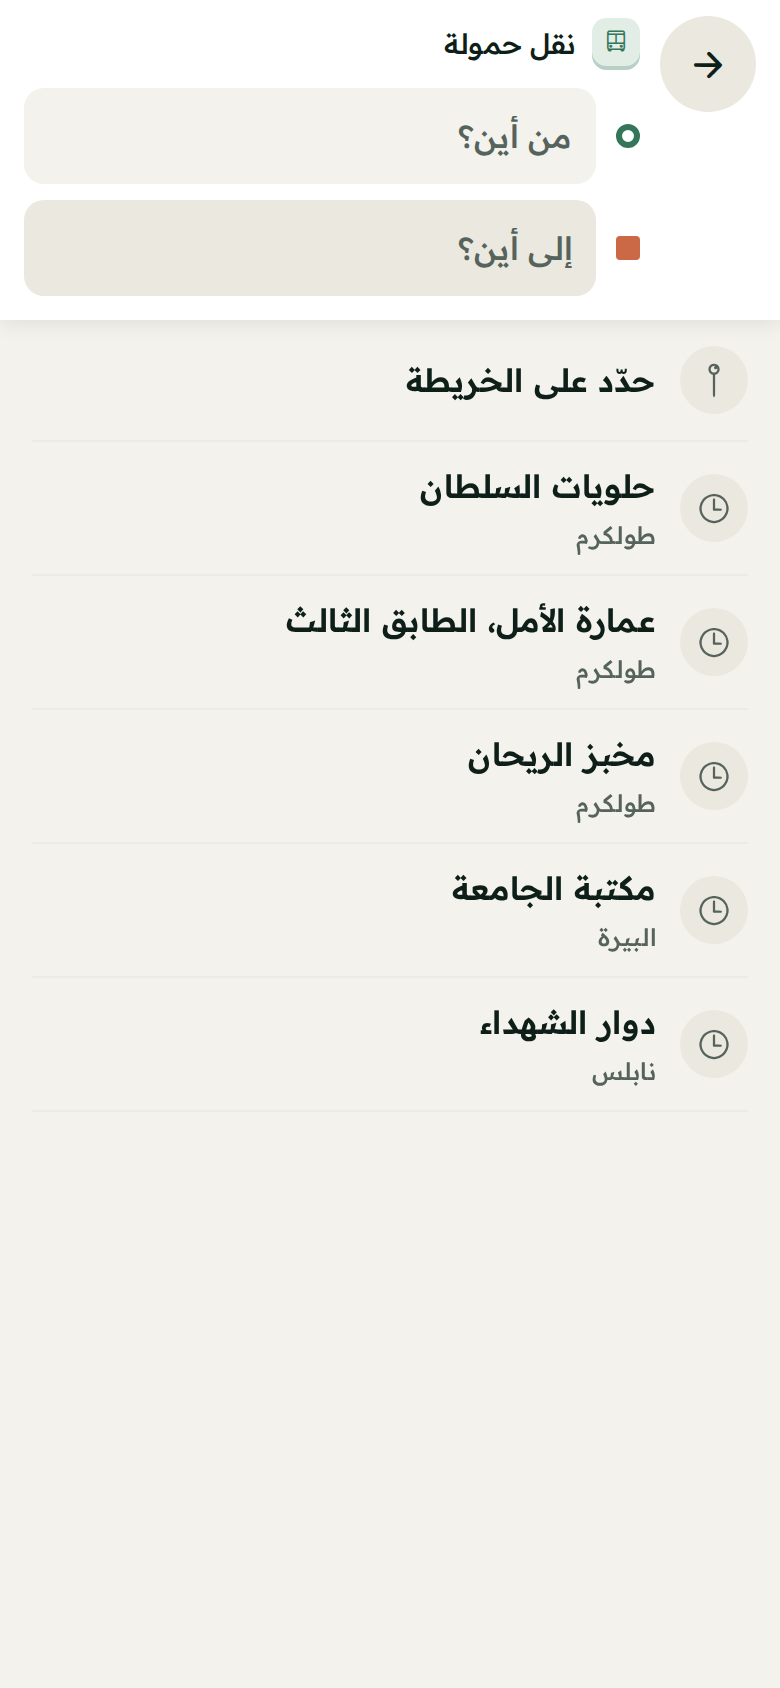 نقل حمولة
من أين؟
إلى أين؟
حدّد على الخريطة
حلويات السلطان
طولكرم
عمارة الأمل، الطابق الثالث
طولكرم
مخبز الريحان
طولكرم
مكتبة الجامعة
البيرة
دوار الشهداء
نابلس